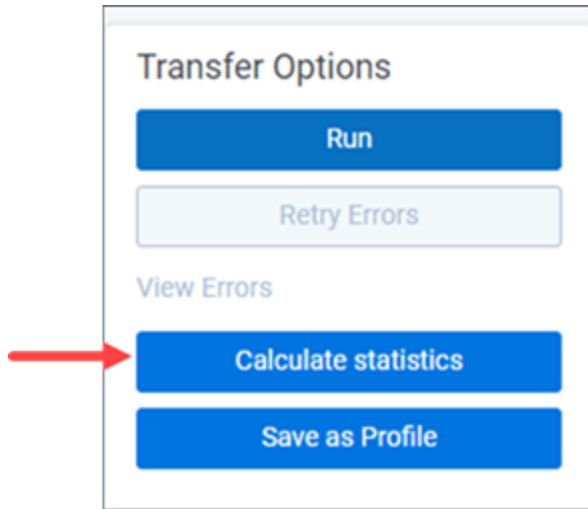 Transfer Options
Run
Retry Errors
View Errors
Calculate statistics
Save as Profile